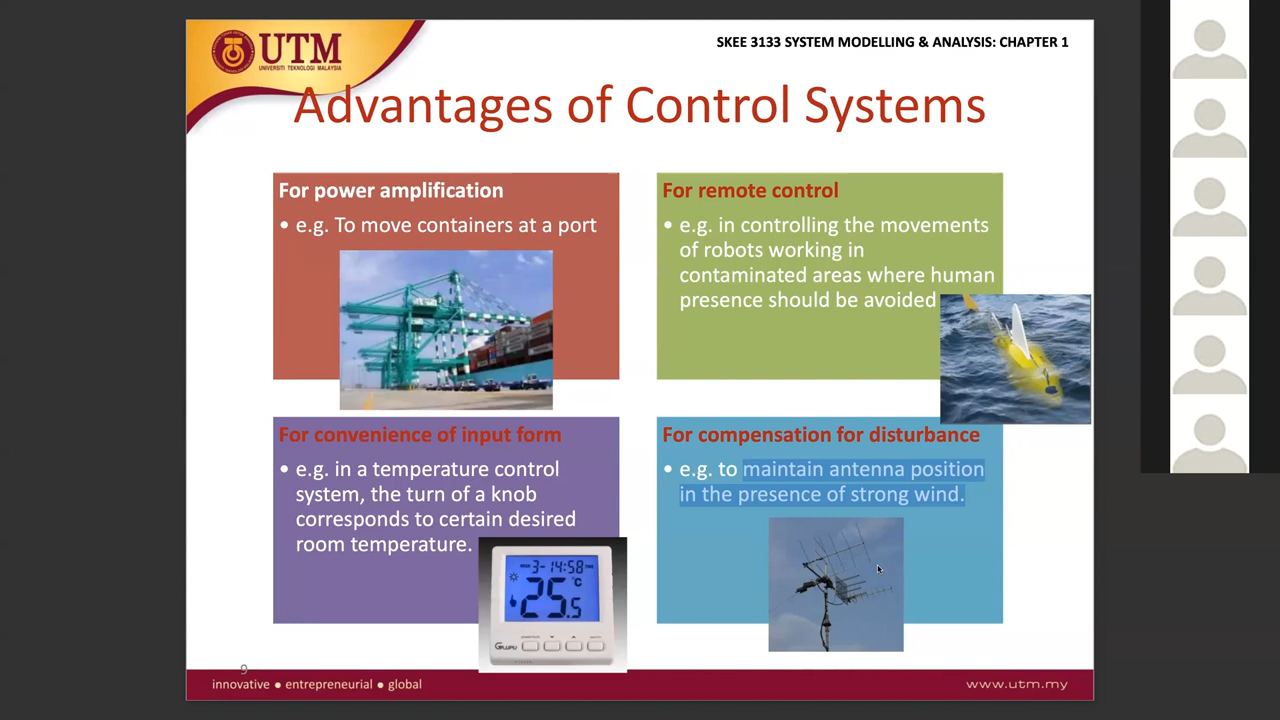 UTM
UNIVERSITI TEKNOLOGI MALAYSIA
SKEE 3133 SYSTEM MODELLING & ANALYSIS: CHAPTER 1
Advantages of Control Systems
For power amplification
• e.g. To move containers at a port
For remote control
• e.g. in controlling the movements
of robots working in
contaminated areas where human
presence should be avoided
For convenience of input form
• e.g. in a temperature control
system, the turn of a knob
corresponds to certain desired
room temperature.
3-14:58
25.5 °C
For compensation for disturbance
• e.g. to maintain antenna position
in the presence of strong wind.
9
innovative ● entrepreneurial ● global
www.utm.my